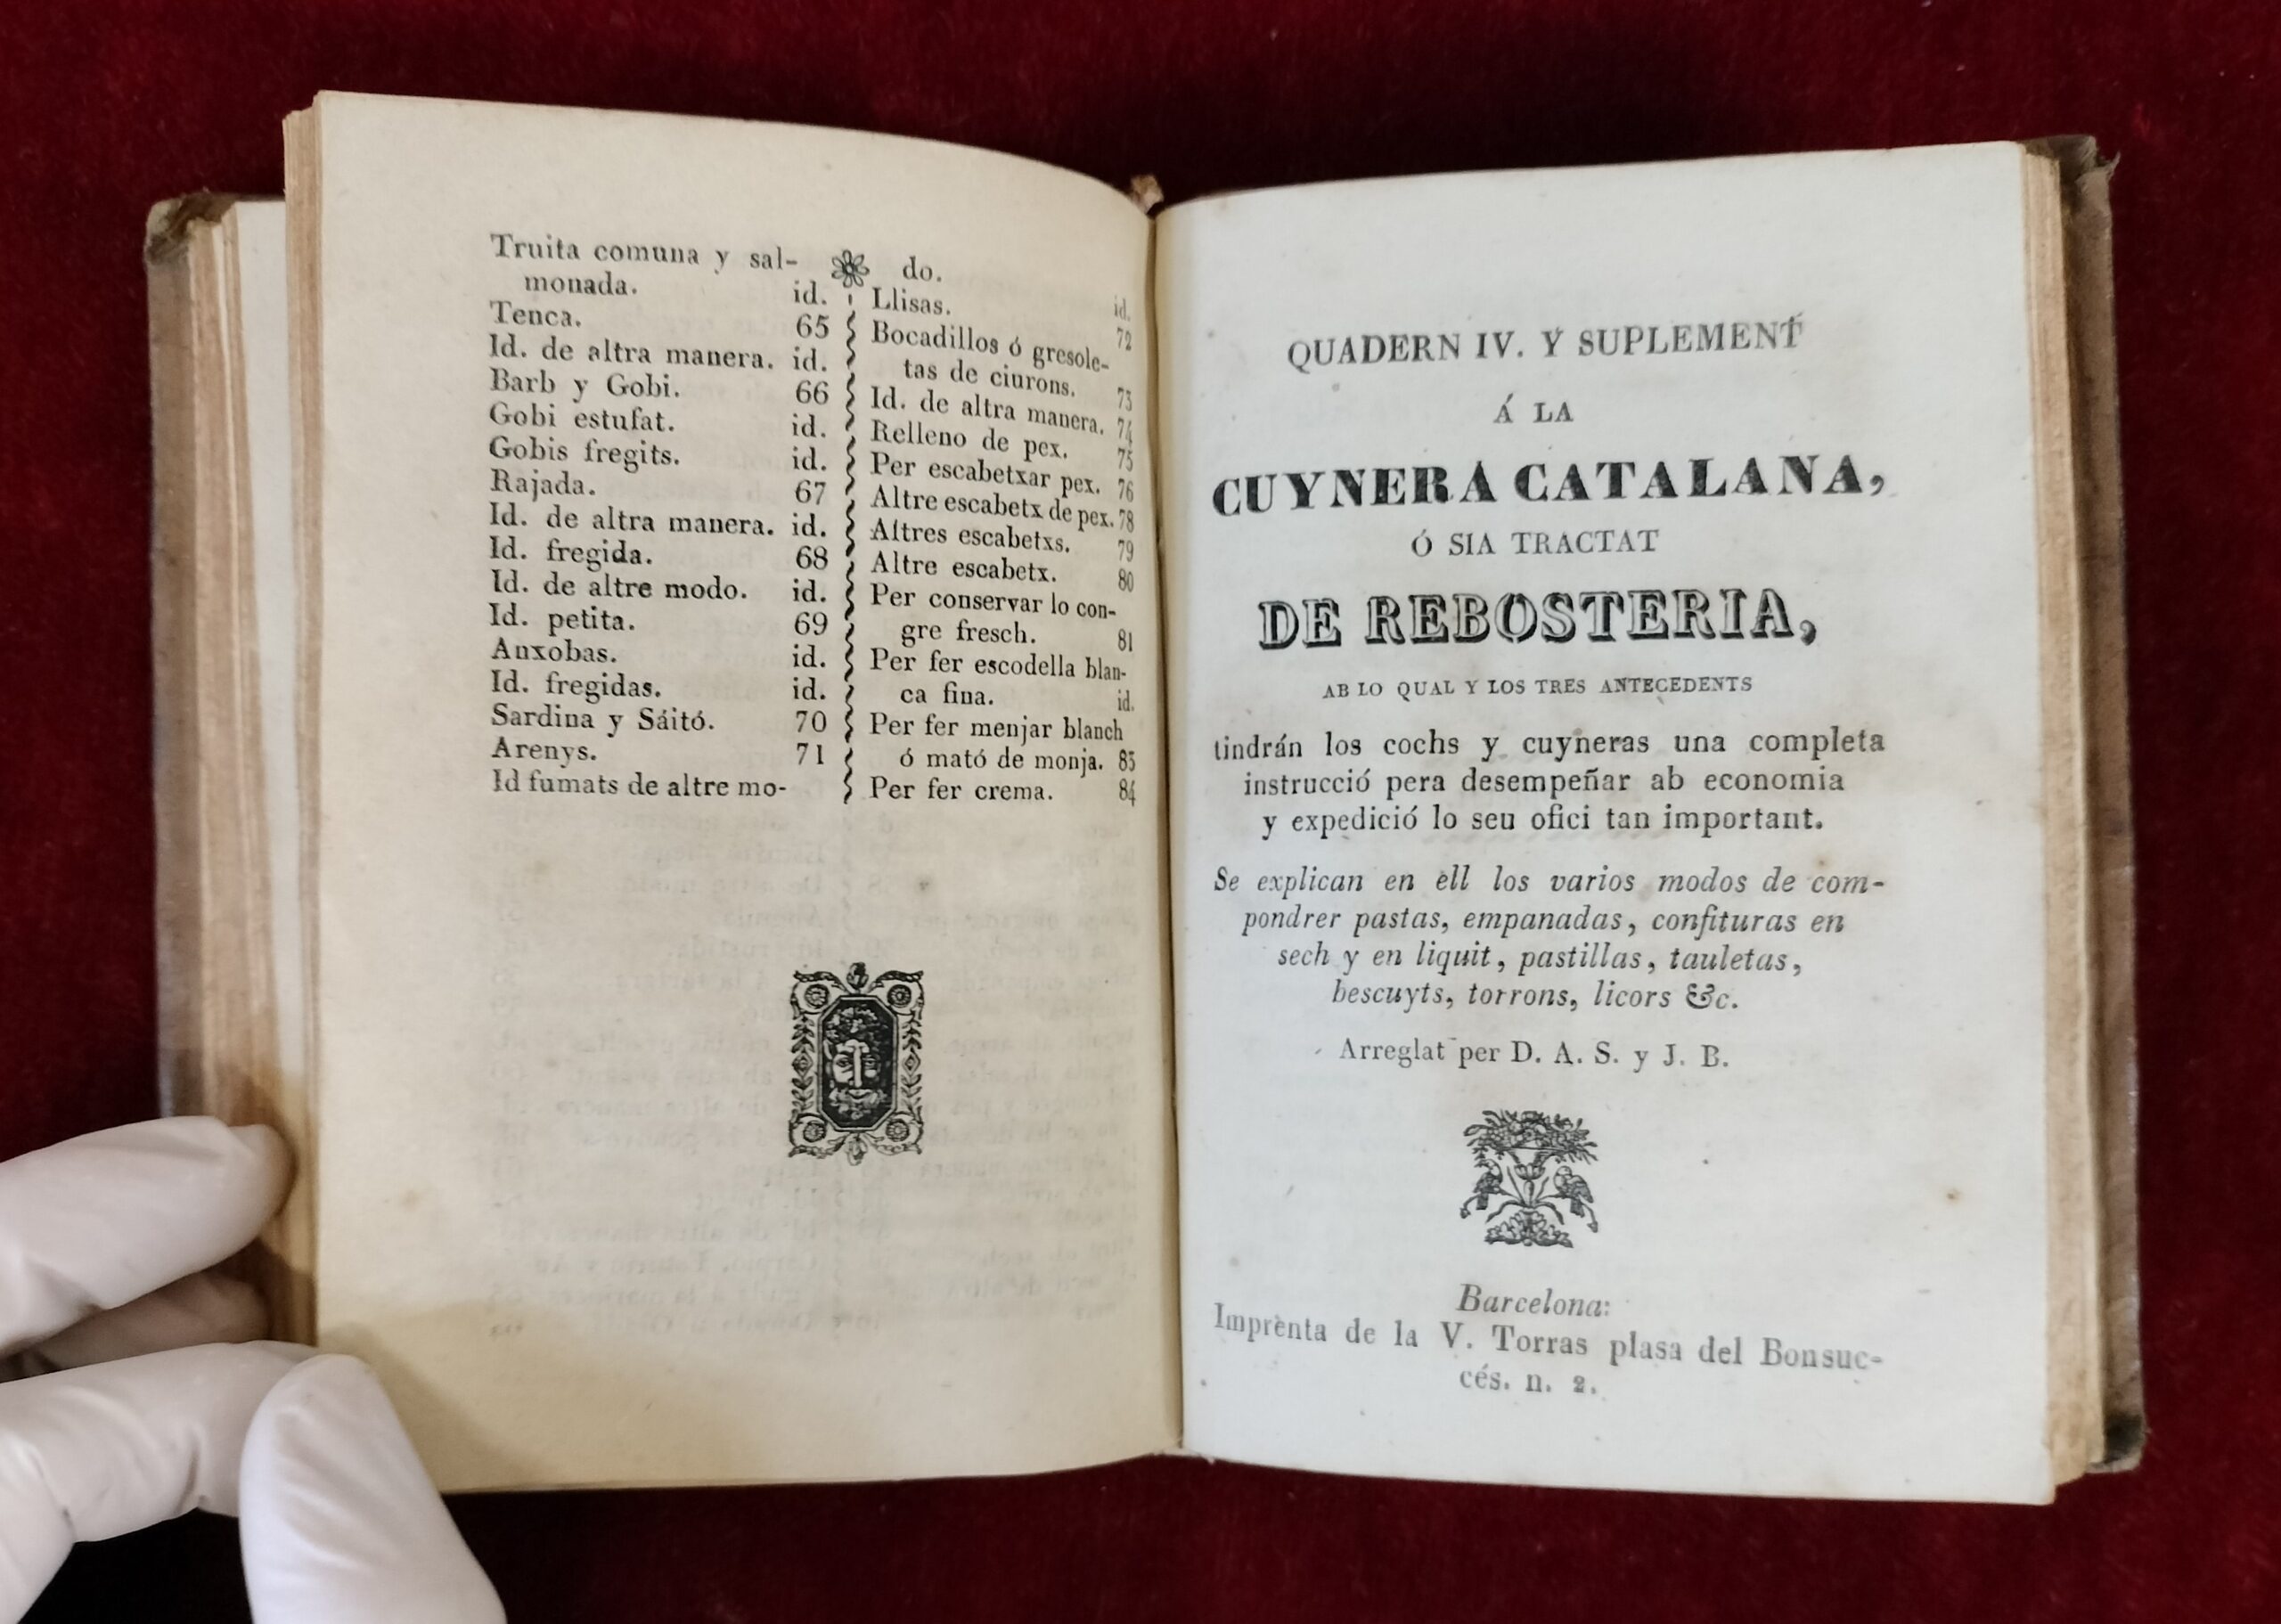 Truita comuna y sal-
monada. id.
Tenca. 65
Id. de altra manera. id.
Barb y Gobi. 66
Gobi estufat. id.
Gobis fregits. id.
Rajada. 67
Id. de altra manera. id.
Id. fregida. 68
Id. de altre modo. id.
Id. petita. 69
Anxobas. id.
Id. fregidas. id.
Sardina y Sáitó. 70
Arenys. 71
Id fumats de altre mo-
do. id.
Llisas. 72
Bocadillos ó gresole-
tas de ciurons. 73
Id. de altra manera. 74
Relleno de pex. 75
Per escabetxar pex. 76
Altre escabetx de pex. 78
Altres escabetxs. 79
Altre escabetx. 80
Per conservar lo con-
gre fresch. 81
Per fer escodella blan-
ca fina. id.
Per fer menjar blanch
ó mató de monja. 83
Per fer crema. 84
QUADERN IV. Y SUPLEMENT
Á LA
CUYNERA CATALANA,
Ó SIA TRACTAT
DE REBOSTERIA,
AB LO QUAL Y LOS TRES ANTECEDENTS
tindrán los cochs y cuyneras una completa
instrucció pera desempeñar ab economia
y expedició lo seu ofici tan important.
Se explican en ell los varios modos de com-
pondrer pastas, empanadas, confituras en
sech y en liquit, pastillas, tauletas,
bescuyts, torrons, licors &c.
Arreglat per D. A. S. y J. B.
Barcelona:
Imprenta de la V. Torras plasa del Bonsuc-
cés. n. 2.